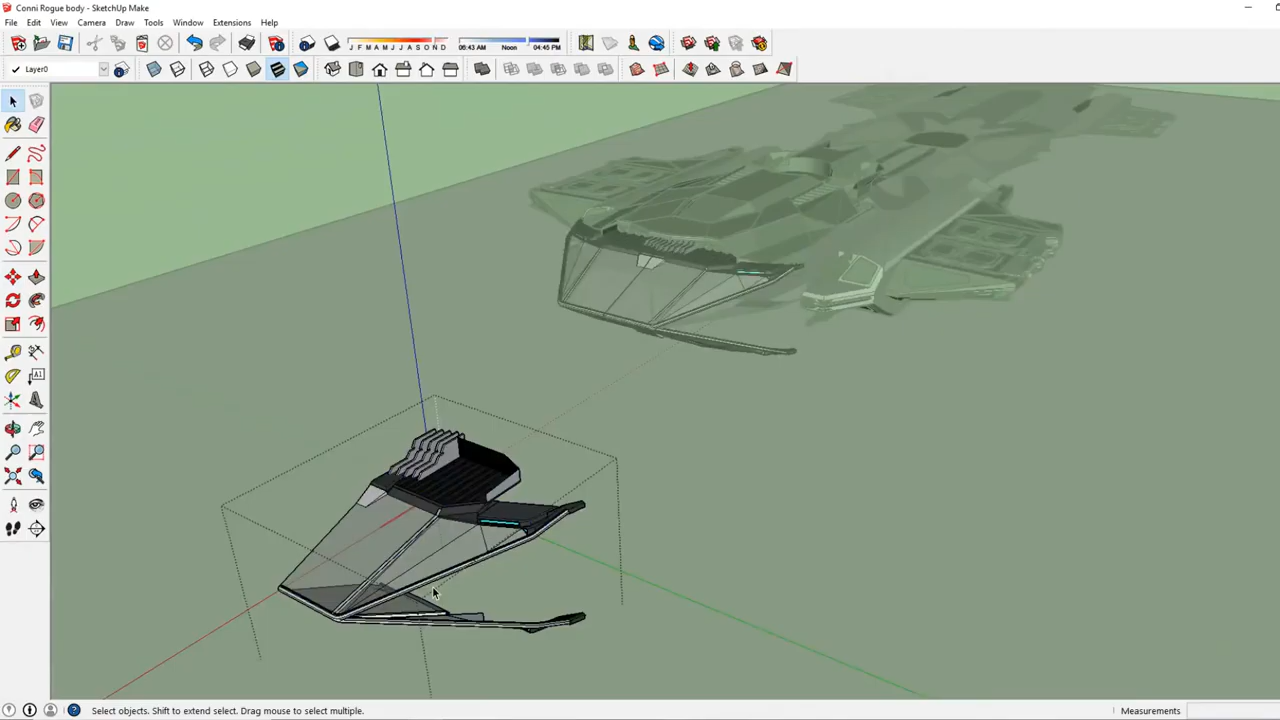 Conni Rogue body - SketchUp Make
File Edit View Camera Draw Tools Window Extensions Help
J F M A M J J A S O N D 06:43 AM Noon 04:45 PM
Layer0
A1
Select objects. Shift to extend select. Drag mouse to select multiple. Measurements